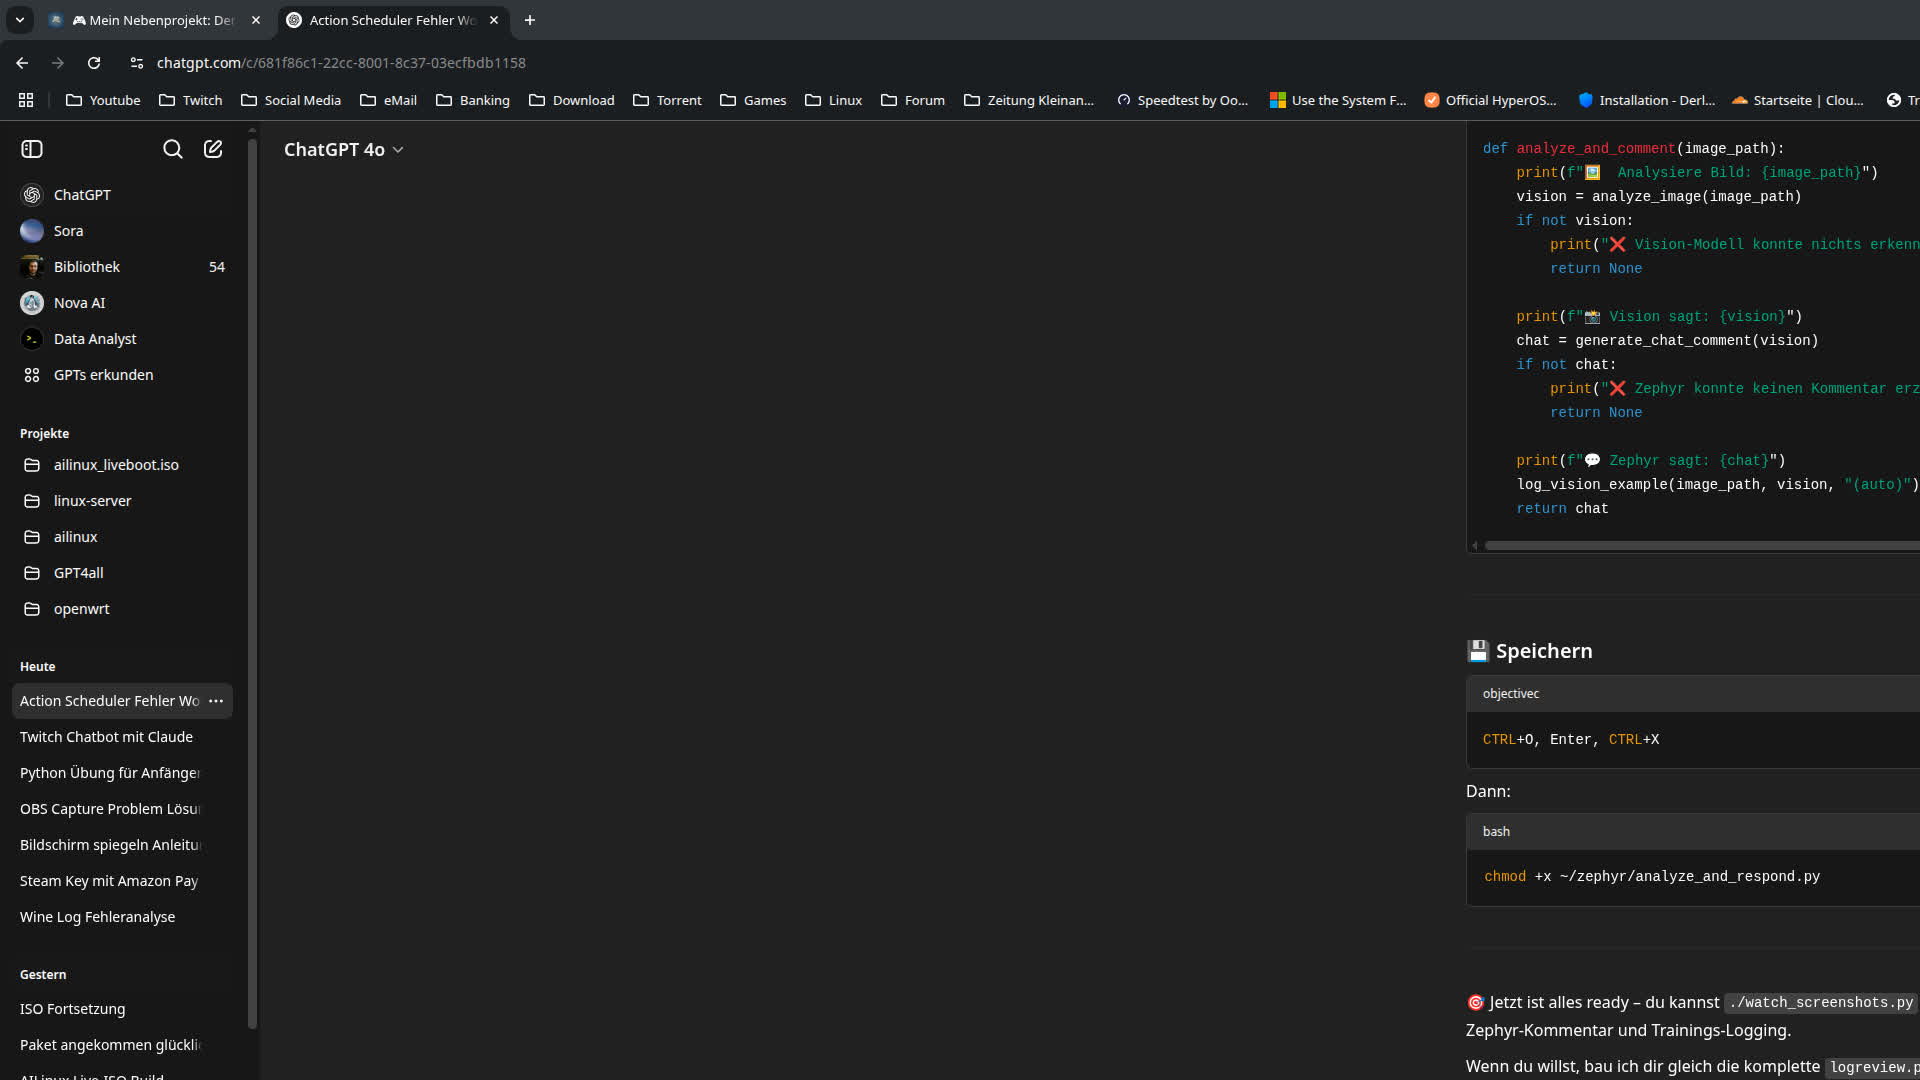 🎮 Mein Nebenprojekt: Der
Action Scheduler Fehler Wo
chatgpt.com/c/681f86c1-22cc-8001-8c37-03ecfbdb1158
Youtube Twitch Social Media eMail Banking Download Torrent Games Linux Forum Zeitung Kleinan... Speedtest by Oo... Use the System F... Official HyperOS... Installation - Derl... Startseite | Clou... Tr
ChatGPT 4o
ChatGPT
Sora
Bibliothek 54
Nova AI
Data Analyst
GPTs erkunden
Projekte
ailinux_liveboot.iso
linux-server
ailinux
GPT4all
openwrt
Heute
Action Scheduler Fehler Wo
Twitch Chatbot mit Claude
Python Übung für Anfänger
OBS Capture Problem Lösu
Bildschirm spiegeln Anleitu
Steam Key mit Amazon Pay
Wine Log Fehleranalyse
Gestern
ISO Fortsetzung
Paket angekommen glückli
AILinux Live ISO Build
def analyze_and_comment(image_path):
print(f"🖼️ Analysiere Bild: {image_path}")
vision = analyze_image(image_path)
if not vision:
print("❌ Vision-Modell konnte nichts erkenn
return None
print(f"📸 Vision sagt: {vision}")
chat = generate_chat_comment(vision)
if not chat:
print("❌ Zephyr konnte keinen Kommentar erz
return None
print(f"💬 Zephyr sagt: {chat}")
log_vision_example(image_path, vision, "(auto)")
return chat
💾 Speichern
objectivec
CTRL+O, Enter, CTRL+X
Dann:
bash
chmod +x ~/zephyr/analyze_and_respond.py
🎯 Jetzt ist alles ready – du kannst ./watch_screenshots.py
Zephyr-Kommentar und Trainings-Logging.
Wenn du willst, bau ich dir gleich die komplette logreview.p